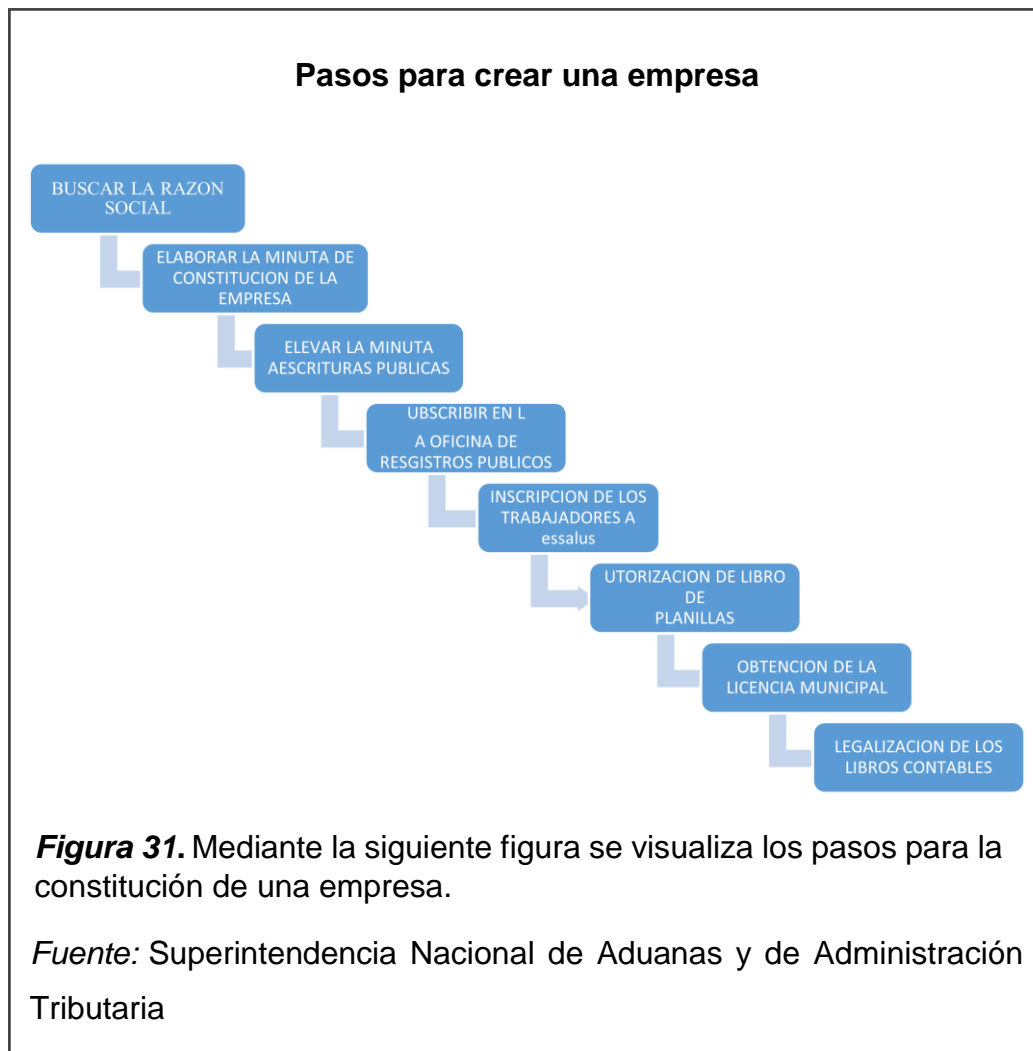 Pasos para crear una empresa
BUSCAR LA RAZON
SOCIAL
ELABORAR LA MINUTA DE
CONSTITUCION DE LA
EMPRESA
ELEVAR LA MINUTA
AESCRITURAS PUBLICAS
UBSCRIBIR EN L
A OFICINA DE
RESGISTROS PUBLICOS
INSCRIPCION DE LOS
TRABAJADORES A
essalus
UTORIZACION DE LIBRO
DE
PLANILLAS
OBTENCION DE LA
LICENCIA MUNICIPAL
LEGALIZACION DE LOS
LIBROS CONTABLES
Figura 31. Mediante la siguiente figura se visualiza los pasos para la
constitución de una empresa.
Fuente: Superintendencia Nacional de Aduanas y de Administración
Tributaria